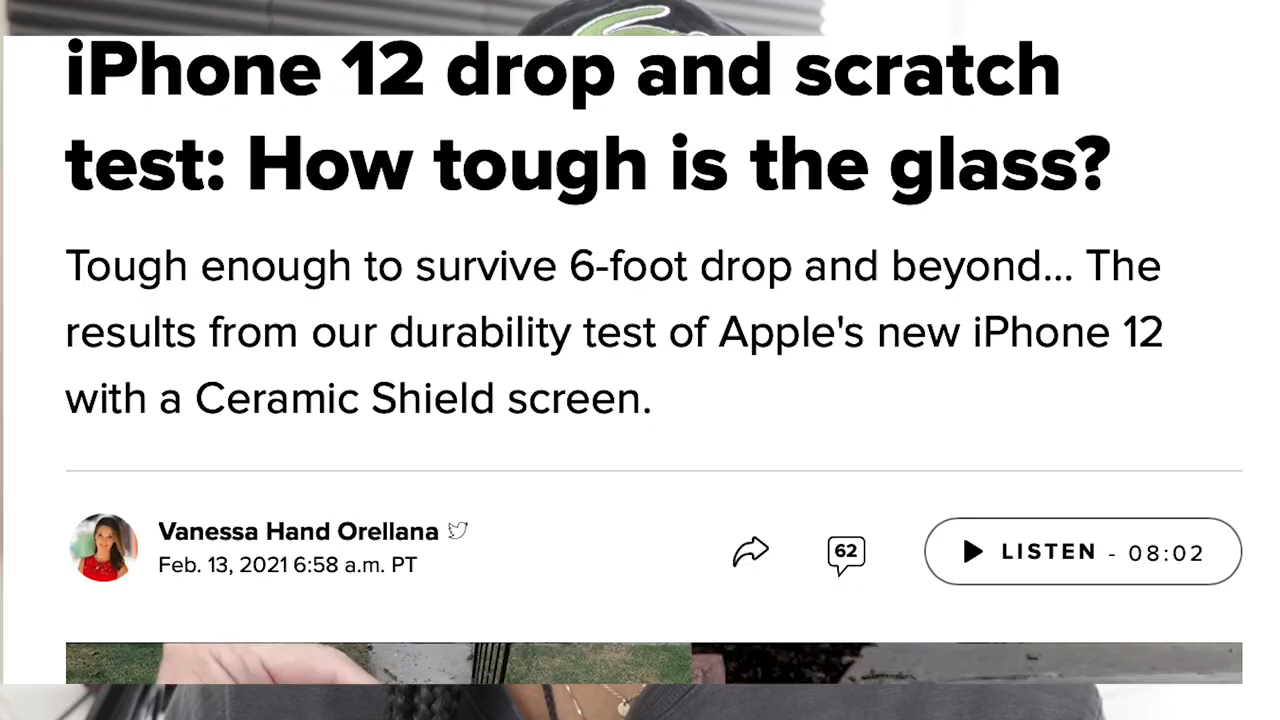 iPhone 12 drop and scratch
test: How tough is the glass?
Tough enough to survive 6-foot drop and beyond... The
results from our durability test of Apple's new iPhone 12
with a Ceramic Shield screen.
Vanessa Hand Orellana
Feb. 13, 2021 6:58 a.m. PT
62
LISTEN - 08:02